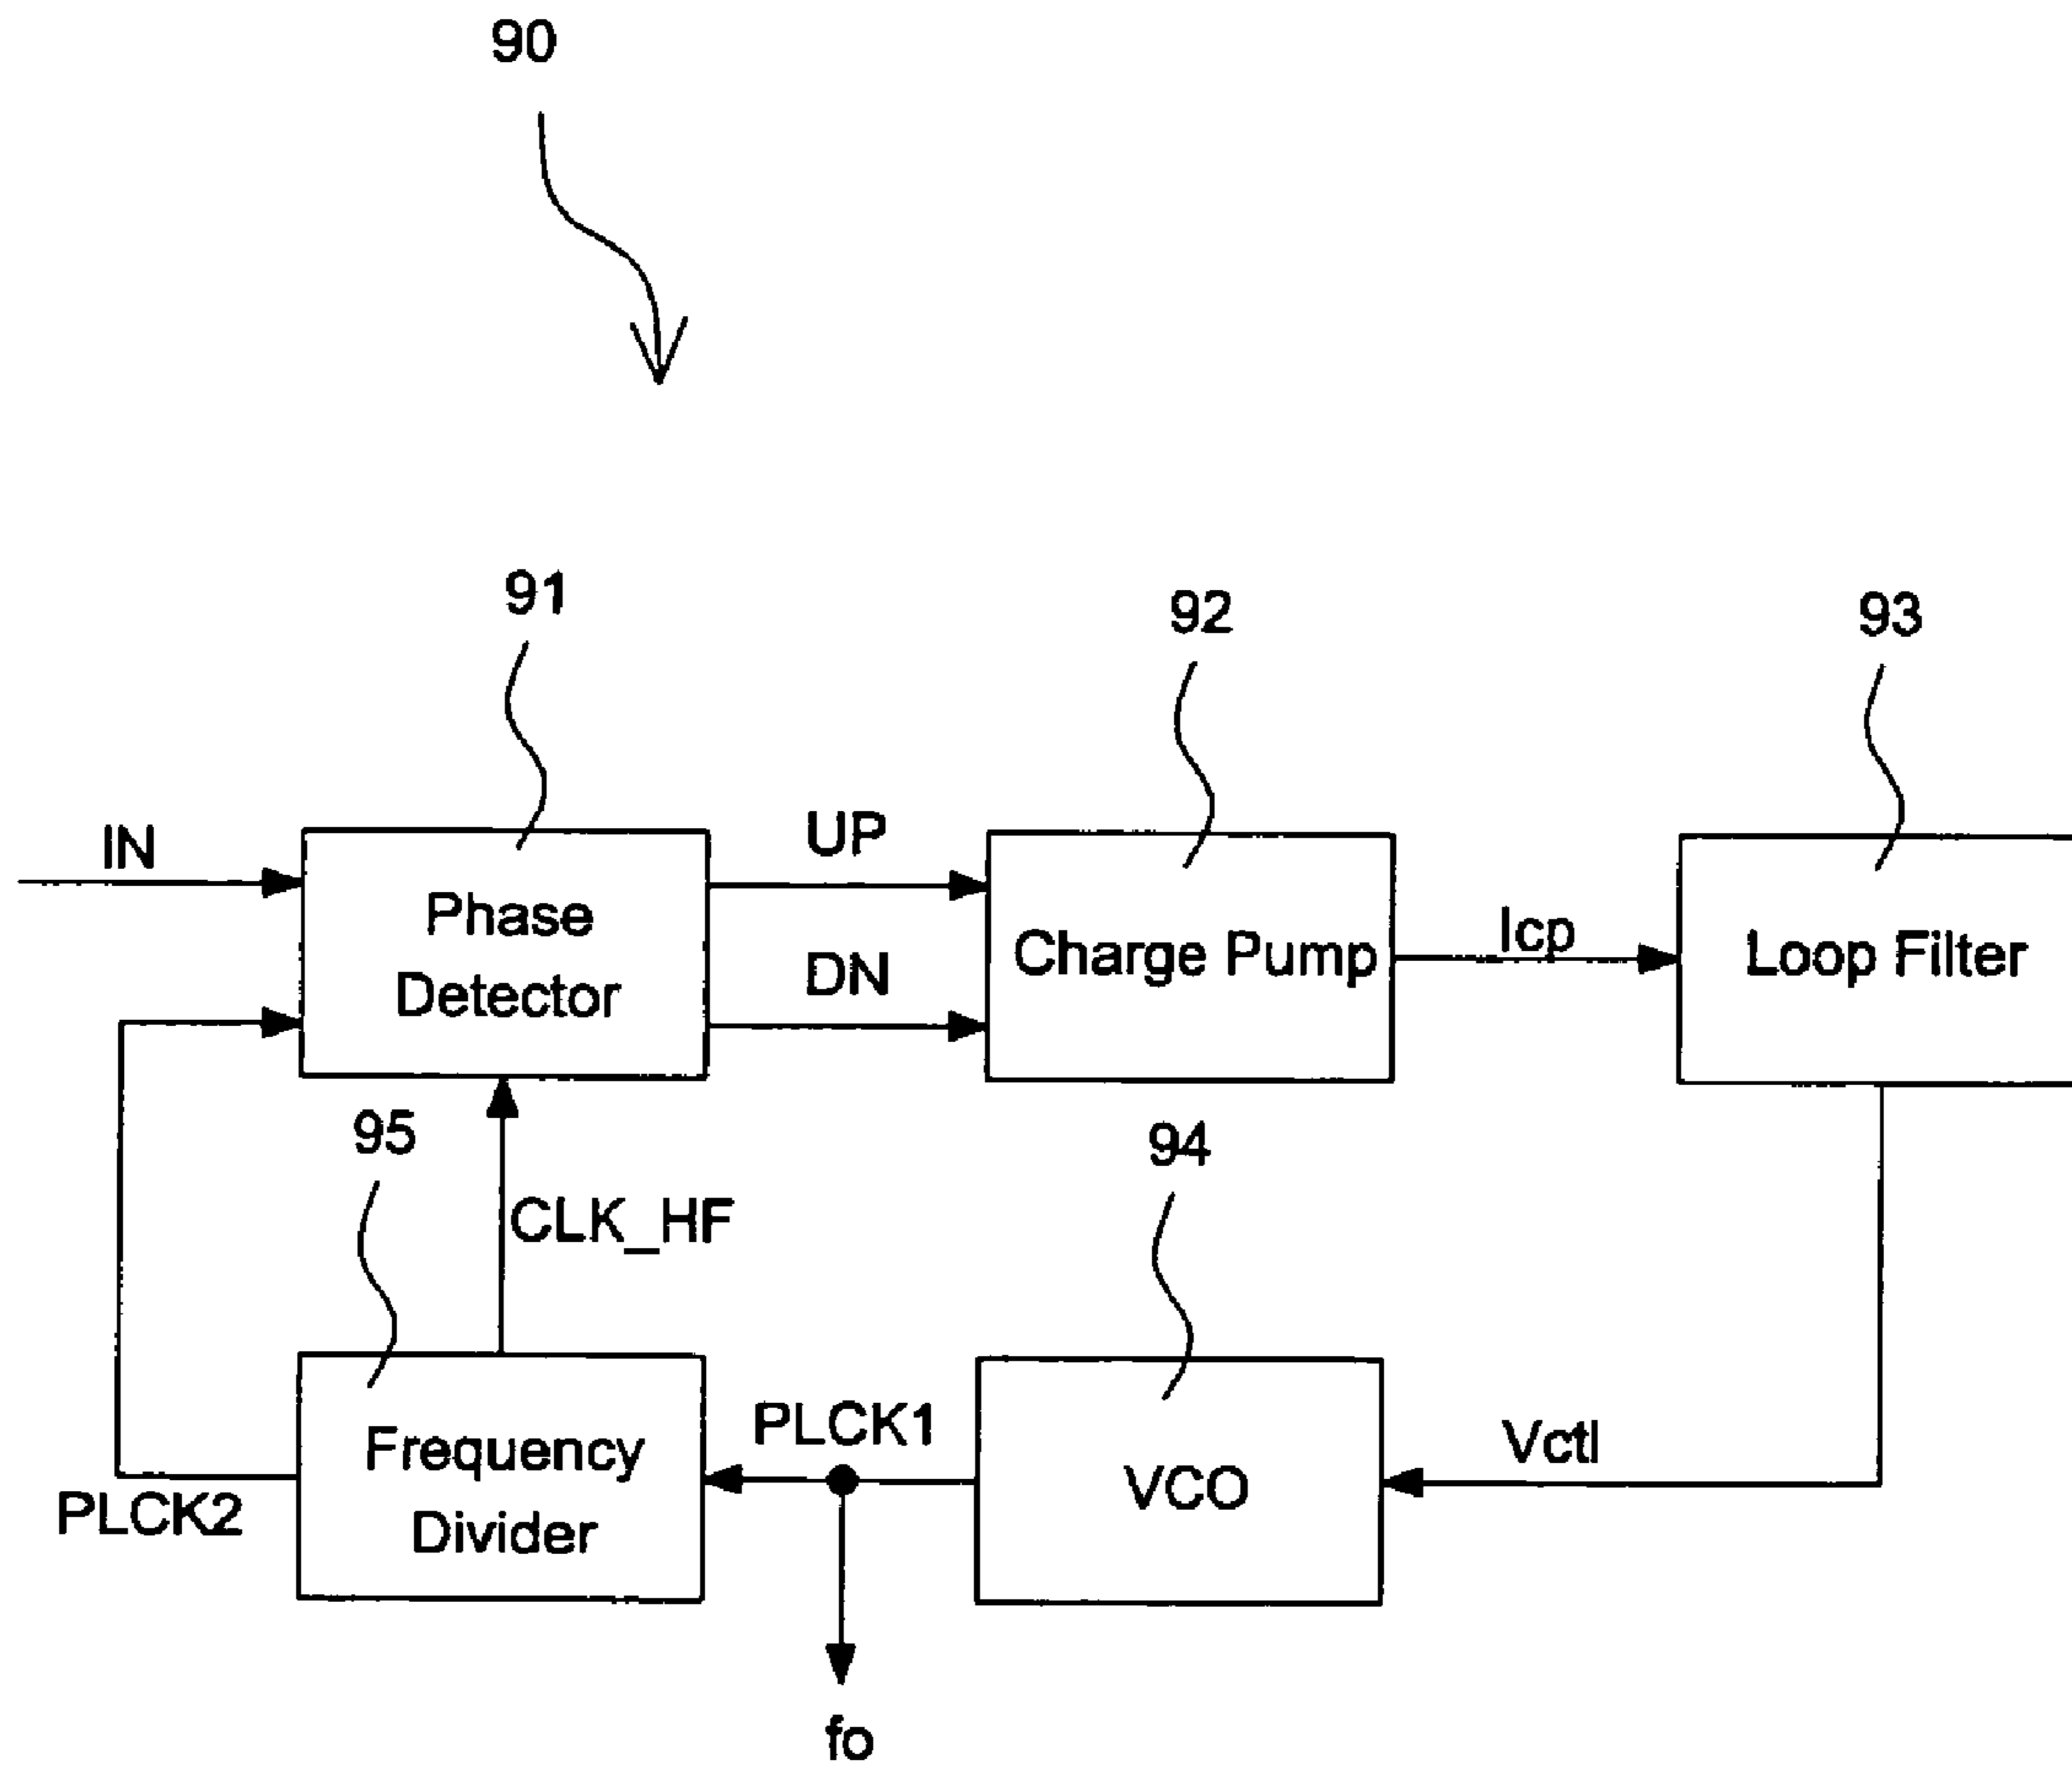 90
91
92
93
IN
UP
Phase
Detector
DN
Charge Pump
Icp
Loop Filter
95
94
CLK_HF
PLCK1
Vctl
Frequency
Divider
VCO
PLCK2
fo